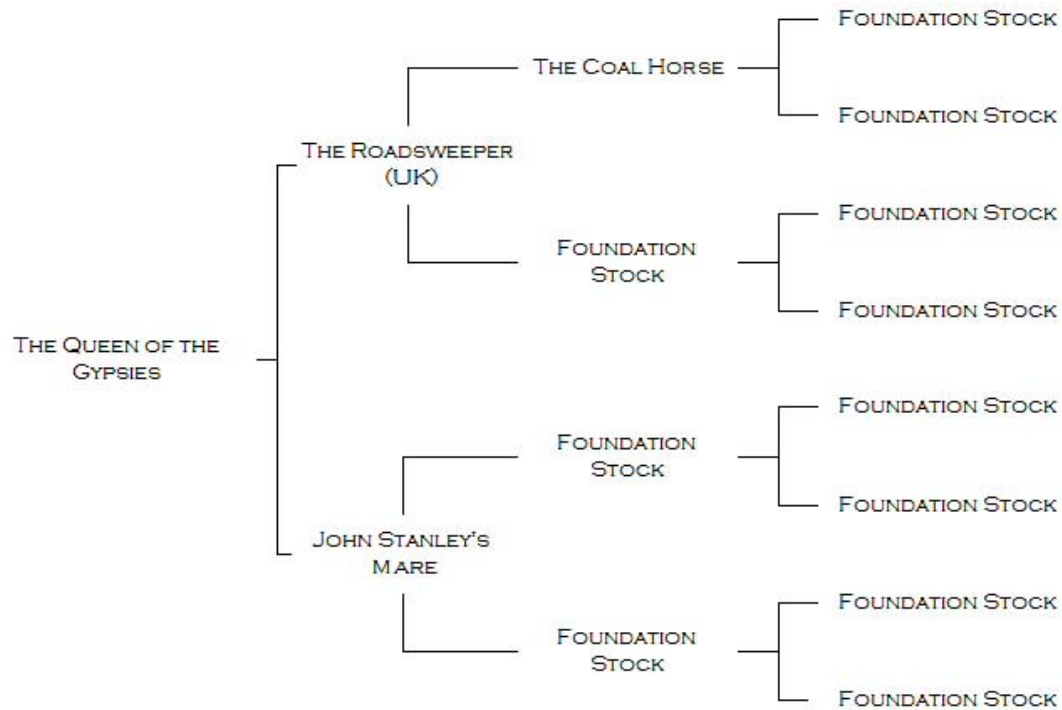 Foundation Stock
The Coal Horse
Foundation Stock
The Roadsweeper
(UK)
Foundation Stock
Foundation
Stock
Foundation Stock
The Queen of the
Gypsies
Foundation Stock
Foundation
Stock
Foundation Stock
John Stanley's
Mare
Foundation Stock
Foundation
Stock
Foundation Stock